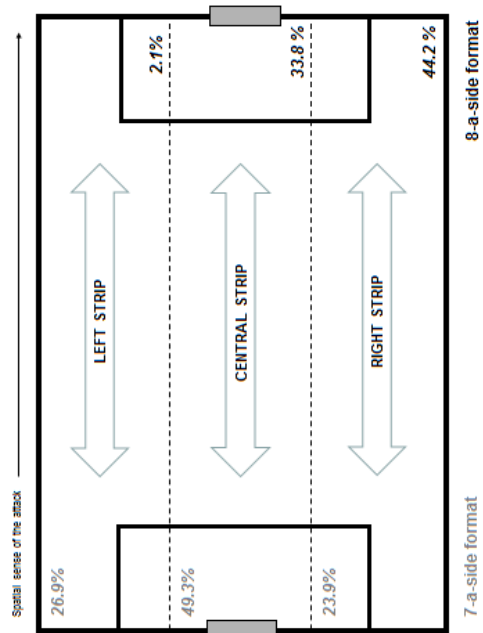 Spatial sense of the attack
26.9%
49.3%
23.9%
7-a-side format
LEFT STRIP
CENTRAL STRIP
RIGHT STRIP
2.1%
33.8 %
44.2 %
8-a-side format